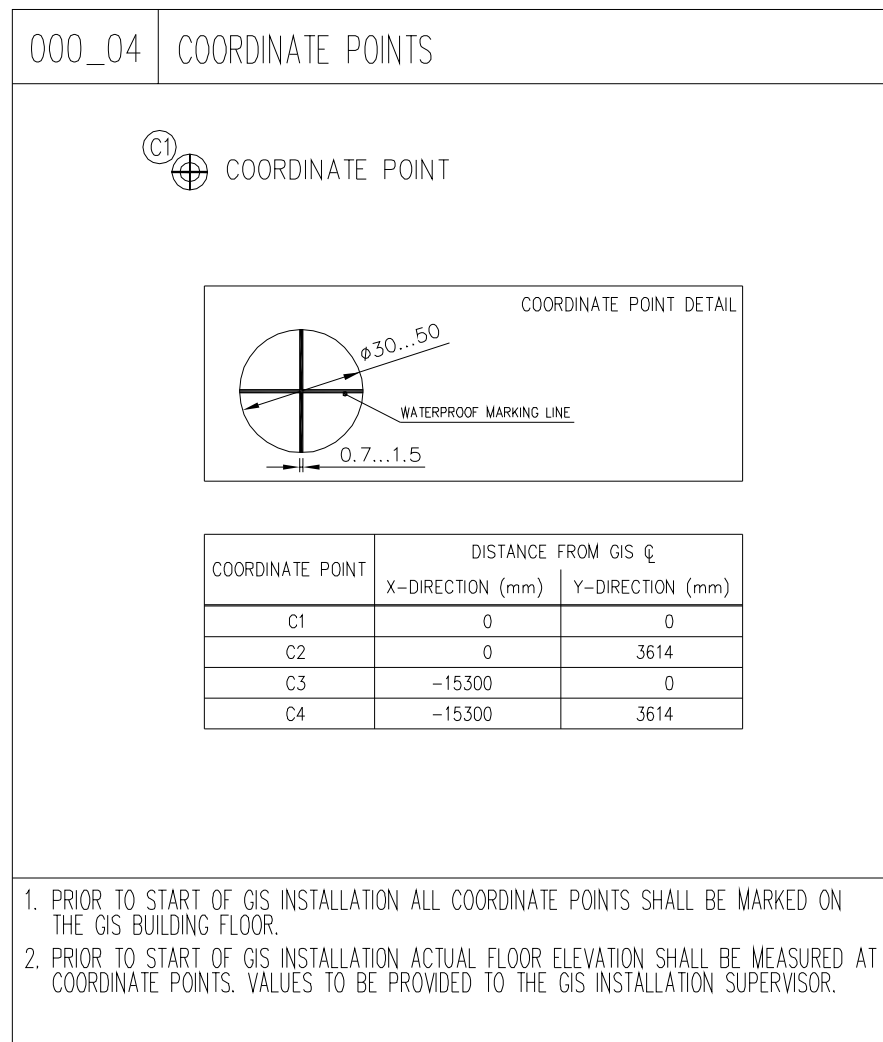 000_04 COORDINATE POINTS
C1
COORDINATE POINT
COORDINATE POINT DETAIL
ø30...50
WATERPROOF MARKING LINE
0.7...1.5
COORDINATE POINT DISTANCE FROM GIS ℄
X-DIRECTION (mm) Y-DIRECTION (mm)
C1 0 0
C2 0 3614
C3 -15300 0
C4 -15300 3614
1. PRIOR TO START OF GIS INSTALLATION ALL COORDINATE POINTS SHALL BE MARKED ON
THE GIS BUILDING FLOOR.
2. PRIOR TO START OF GIS INSTALLATION ACTUAL FLOOR ELEVATION SHALL BE MEASURED AT
COORDINATE POINTS. VALUES TO BE PROVIDED TO THE GIS INSTALLATION SUPERVISOR.